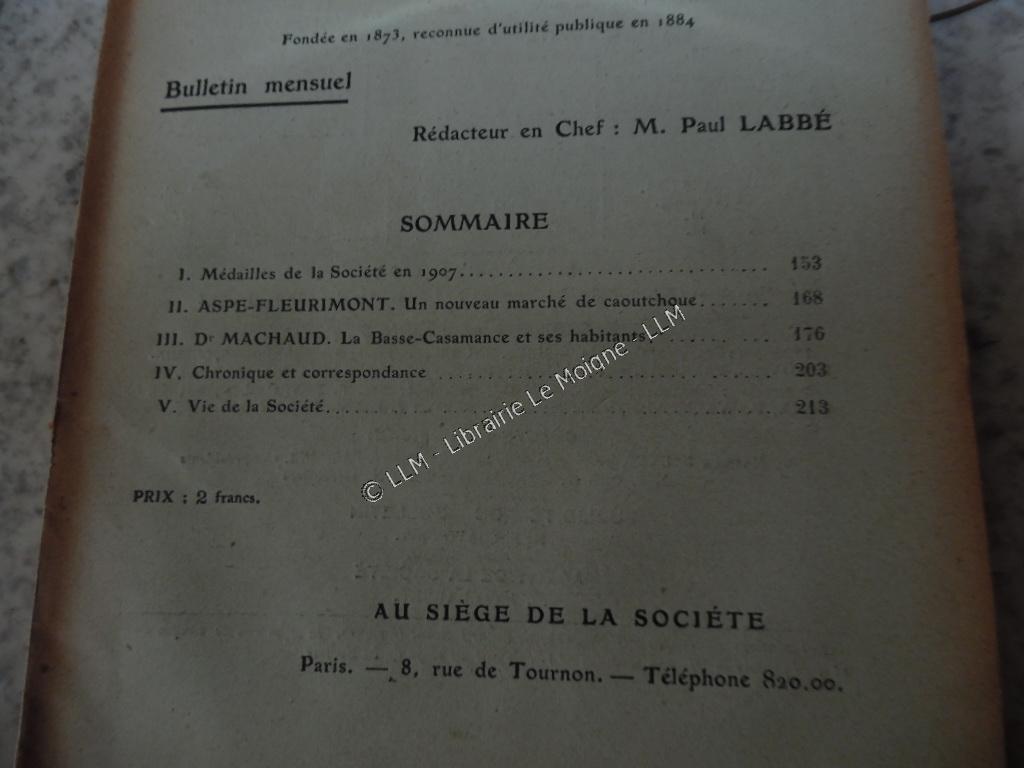 Fondée en 1873, reconnue d'utilité publique en 1884
Bulletin mensuel
Rédacteur en Chef : M. Paul LABBÉ
SOMMAIRE
I. Médailles de la Société en 1907............................... 153
II. ASPE-FLEURIMONT. Un nouveau marché de caoutchouc....... 168
III. Dr MACHAUD. La Basse-Casamance et ses habitants.......... 176
IV. Chronique et correspondance ................................ 203
V. Vie de la Société............................................ 213
© LLM - Librairie Le Moigne - LLM
PRIX : 2 francs.
AU SIÈGE DE LA SOCIÉTE
Paris. — 8, rue de Tournon. — Téléphone 820.00.